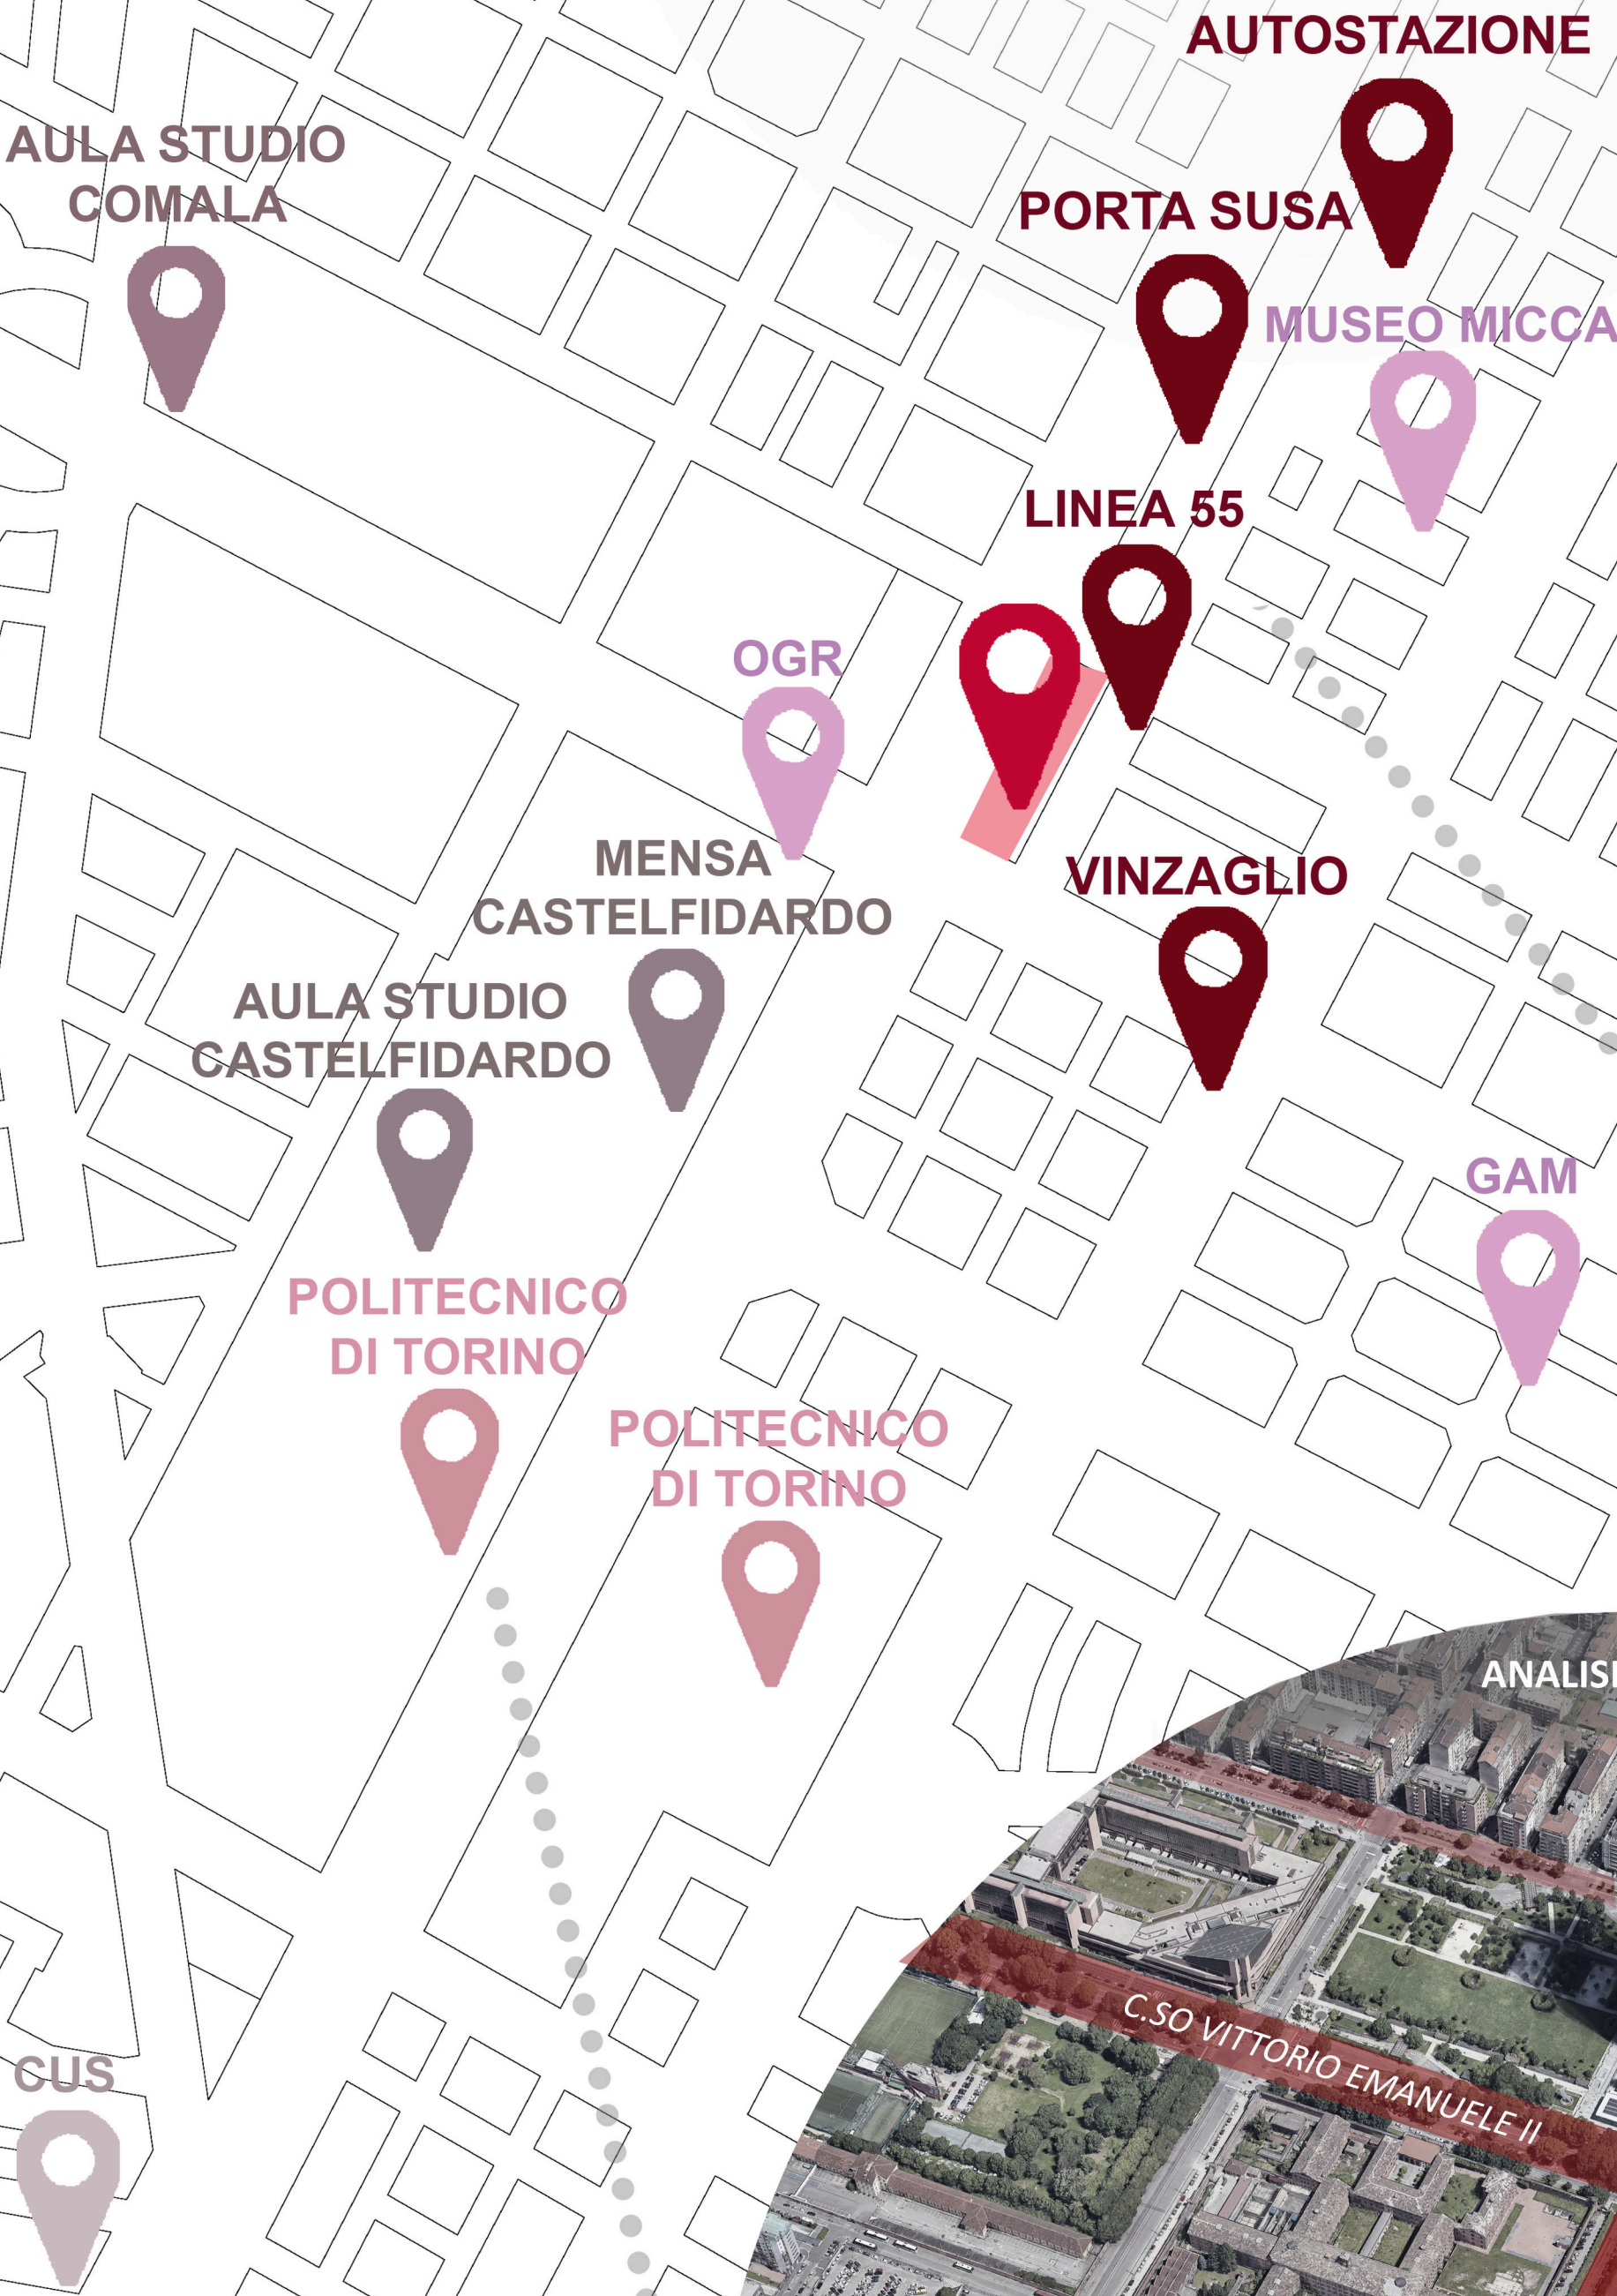 AUTOSTAZIONE
AULA STUDIO
COMALA
PORTA SUSA
MUSEO MICCA
LINEA 55
OGR
MENSA
CASTELFIDARDO
VINZAGLIO
AULA STUDIO
CASTELFIDARDO
GAM
POLITECNICO
DI TORINO
POLITECNICO
DI TORINO
ANALISI
C.SO VITTORIO EMANUELE II
CUS